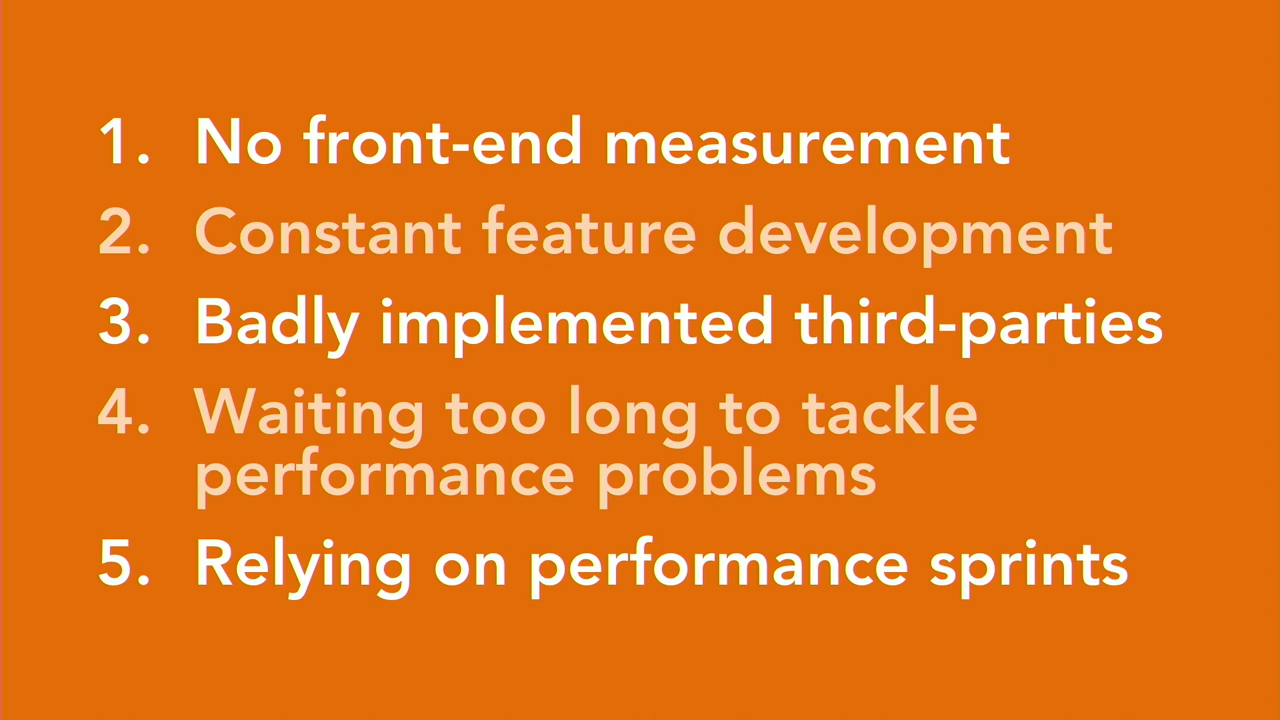 1. No front-end measurement
2. Constant feature development
3. Badly implemented third-parties
4. Waiting too long to tackle
performance problems
5. Relying on performance sprints